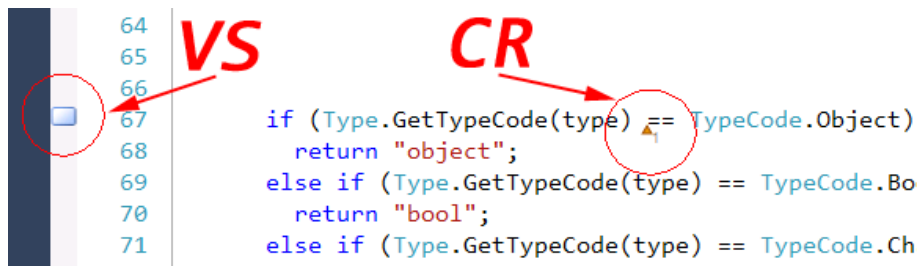 VS CR
64
65
66
67 if (Type.GetTypeCode(type) == TypeCode.Object)
1
68 return "object";
69 else if (Type.GetTypeCode(type) == TypeCode.Bo
70 return "bool";
71 else if (Type.GetTypeCode(type) == TypeCode.Ch